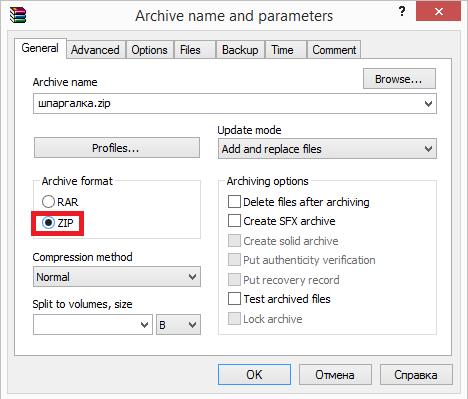 Archive name and parameters
?
General Advanced Options Files Backup Time Comment
Archive name
Browse...
шпаргалка.zip
Profiles...
Update mode
Add and replace files
Archive format
RAR
ZIP
Compression method
Normal
Split to volumes, size
B
Archiving options
Delete files after archiving
Create SFX archive
Create solid archive
Put authenticity verification
Put recovery record
Test archived files
Lock archive
OK Отмена Справка